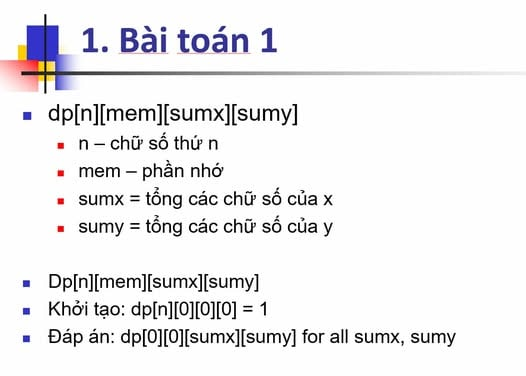 1. Bài toán 1
dp[n][mem][sumx][sumy]
n – chữ số thứ n
mem – phần nhớ
sumx = tổng các chữ số của x
sumy = tổng các chữ số của y
Dp[n][mem][sumx][sumy]
Khởi tạo: dp[n][0][0][0] = 1
Đáp án: dp[0][0][sumx][sumy] for all sumx, sumy